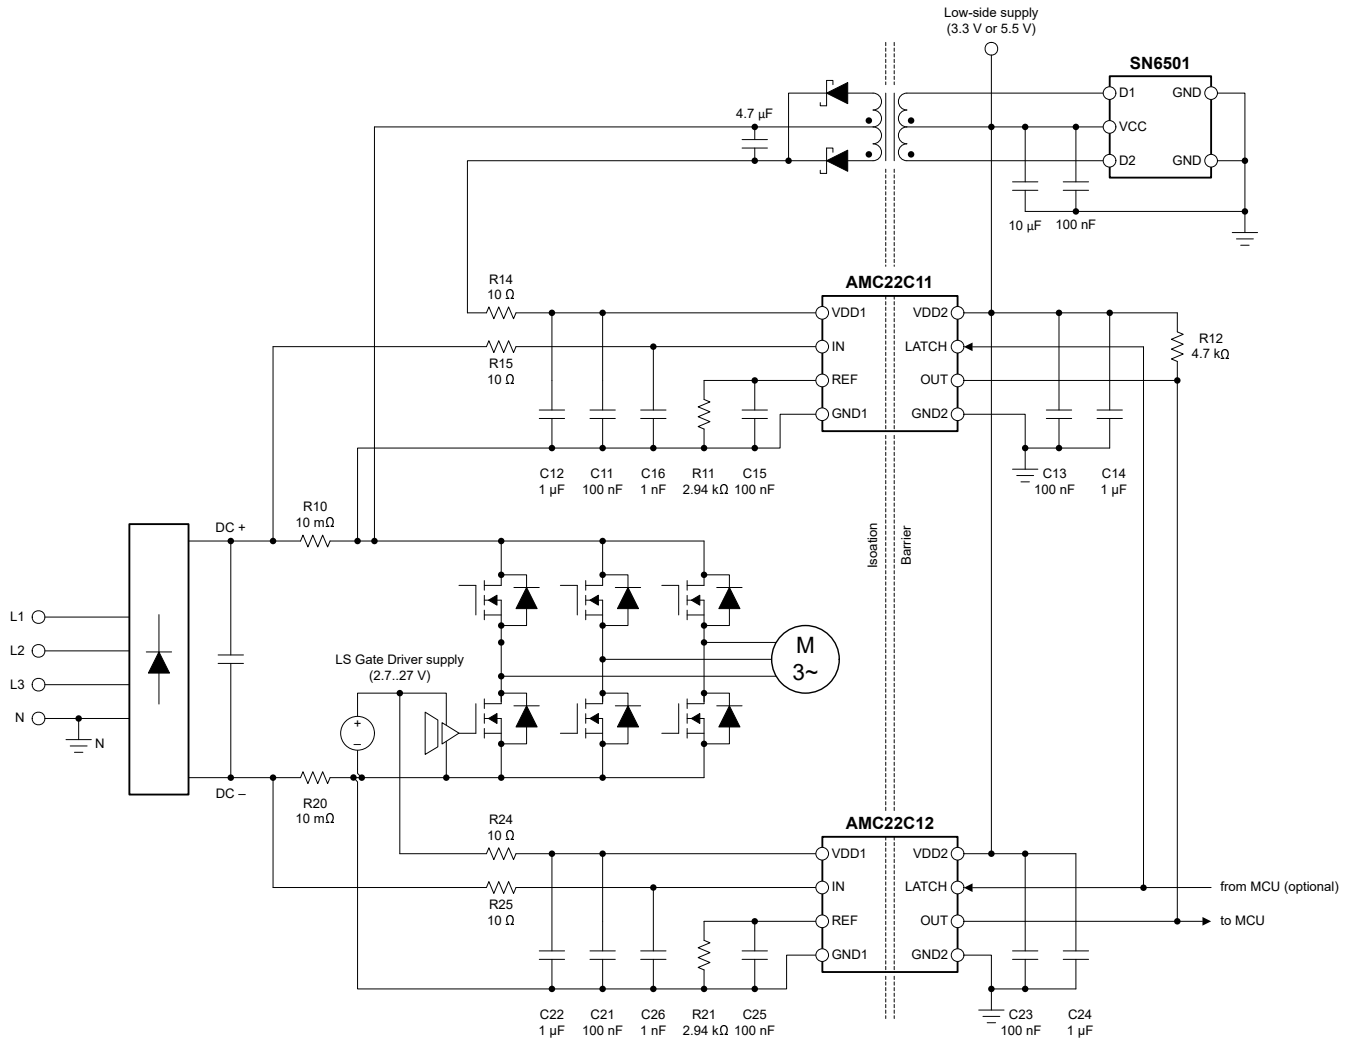 Low-side supply
(3.3 V or 5.5 V)
SN6501
D1
GND
4.7 µF
VCC
D2
GND
10 µF
100 nF
AMC22C11
R14
10 Ω
VDD1
VDD2
R15
10 Ω
IN
LATCH
R12
4.7 kΩ
REF
OUT
GND1
GND2
C12
1 µF
C11
100 nF
C16
1 nF
R11
2.94 kΩ
C15
100 nF
C13
100 nF
C14
1 µF
R10
10 mΩ
DC +
Isoation
Barrier
L1
L2
L3
N
N
M
3~
LS Gate Driver supply
(2.7..27 V)
+
−
DC –
R20
10 mΩ
AMC22C12
R24
10 Ω
VDD1
VDD2
R25
10 Ω
IN
LATCH
from MCU (optional)
REF
OUT
to MCU
GND1
GND2
C22
1 µF
C21
100 nF
C26
1 nF
R21
2.94 kΩ
C25
100 nF
C23
100 nF
C24
1 µF